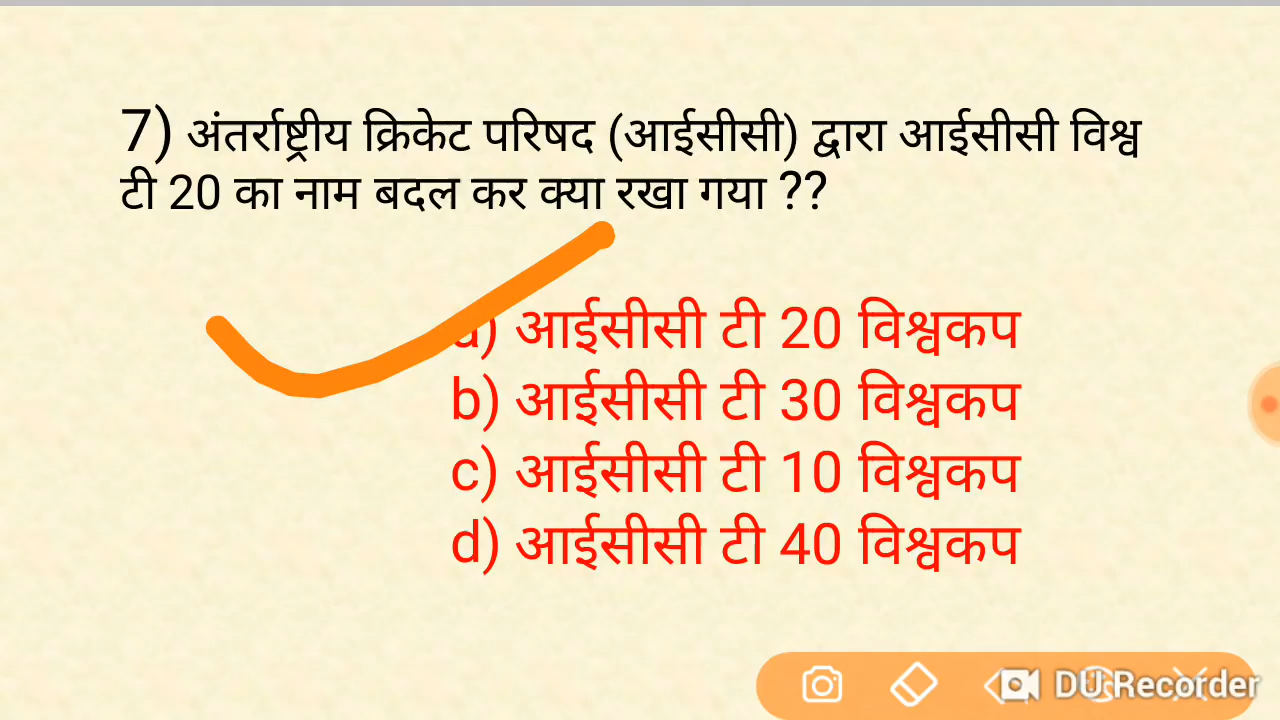 7) अंतर्राष्ट्रीय क्रिकेट परिषद (आईसीसी) द्वारा आईसीसी विश्व
टी 20 का नाम बदल कर क्या रखा गया ??
a) आईसीसी टी 20 विश्वकप
b) आईसीसी टी 30 विश्वकप
c) आईसीसी टी 10 विश्वकप
d) आईसीसी टी 40 विश्वकप
DU Recorder